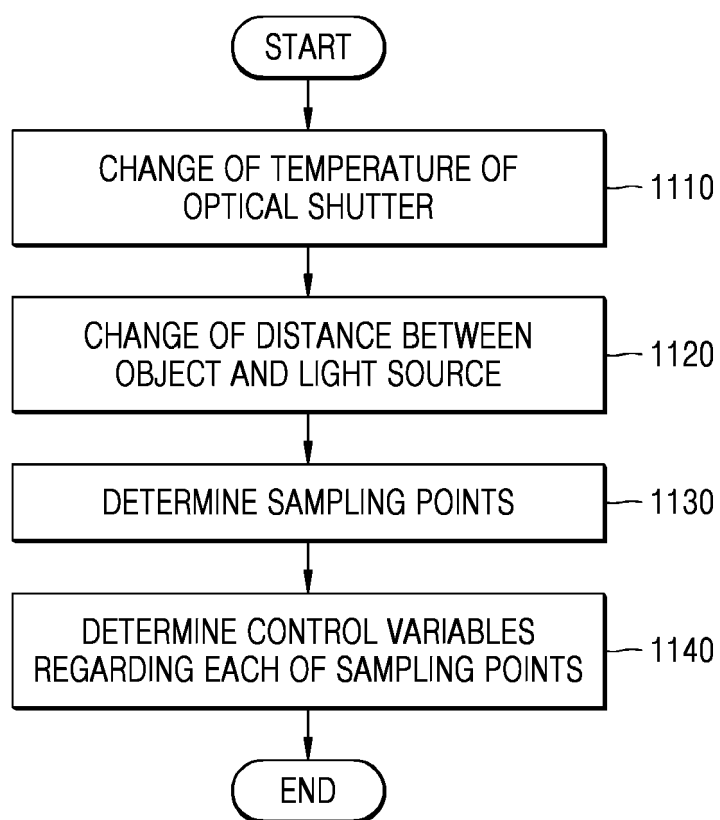 START
CHANGE OF TEMPERATURE OF
OPTICAL SHUTTER
1110
CHANGE OF DISTANCE BETWEEN
OBJECT AND LIGHT SOURCE
1120
DETERMINE SAMPLING POINTS
1130
DETERMINE CONTROL VARIABLES
REGARDING EACH OF SAMPLING POINTS
1140
END